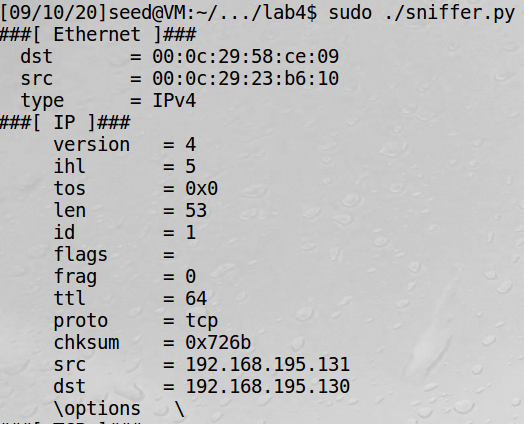 [09/10/20]seed@VM:~/.../lab4$ sudo ./sniffer.py
###[ Ethernet ]###
  dst       = 00:0c:29:58:ce:09
  src       = 00:0c:29:23:b6:10
  type      = IPv4
###[ IP ]###
     version   = 4
     ihl       = 5
     tos       = 0x0
     len       = 53
     id        = 1
     flags     =
     frag      = 0
     ttl       = 64
     proto     = tcp
     chksum    = 0x726b
     src       = 192.168.195.131
     dst       = 192.168.195.130
     \options   \